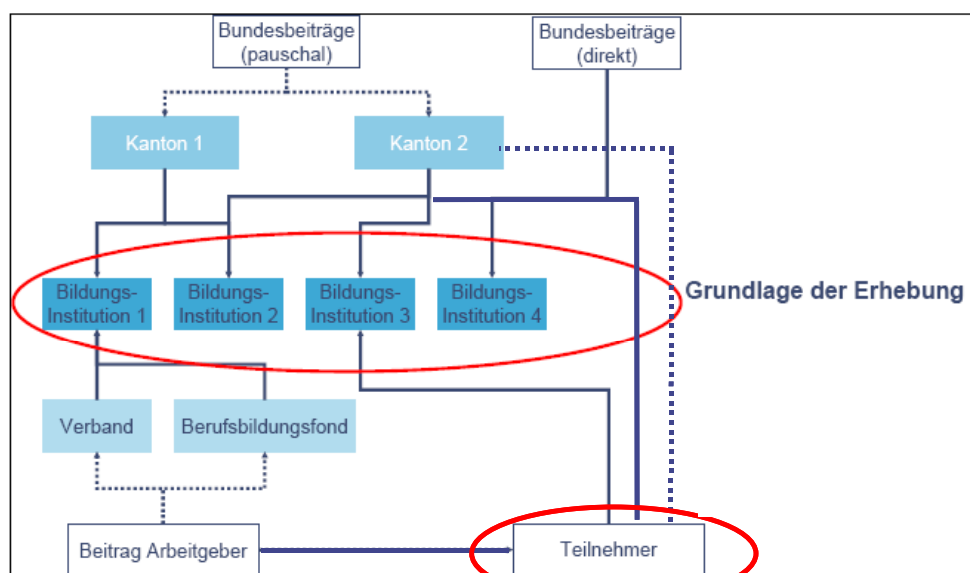 Bundesbeiträge
(pauschal)
Bundesbeiträge
(direkt)
Kanton 1
Kanton 2
Bildungs-
Institution 1
Bildungs-
Institution 2
Bildungs-
Institution 3
Bildungs-
Institution 4
Grundlage der Erhebung
Verband
Berufsbildungsfond
Beitrag Arbeitgeber
Teilnehmer